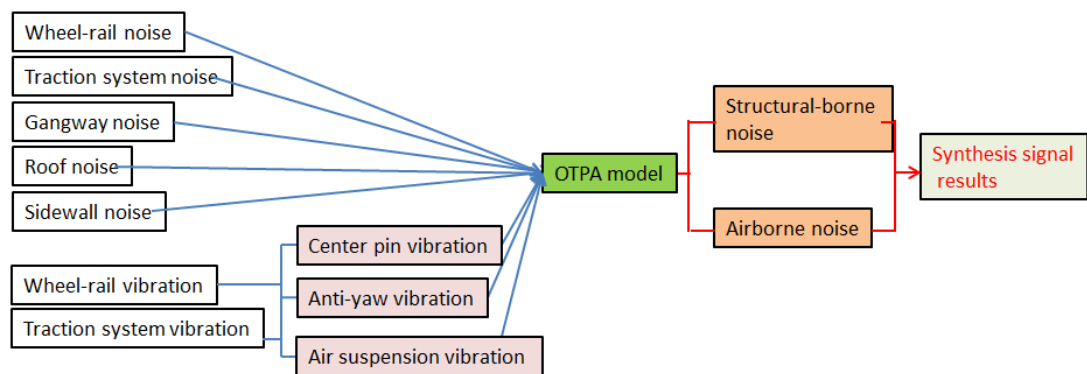 Wheel-rail noise
Traction system noise
Gangway noise
Roof noise
Sidewall noise
Wheel-rail vibration
Traction system vibration
Center pin vibration
Anti-yaw vibration
Air suspension vibration
OTPA model
Structural-borne
noise
Airborne noise
Synthesis signal
results